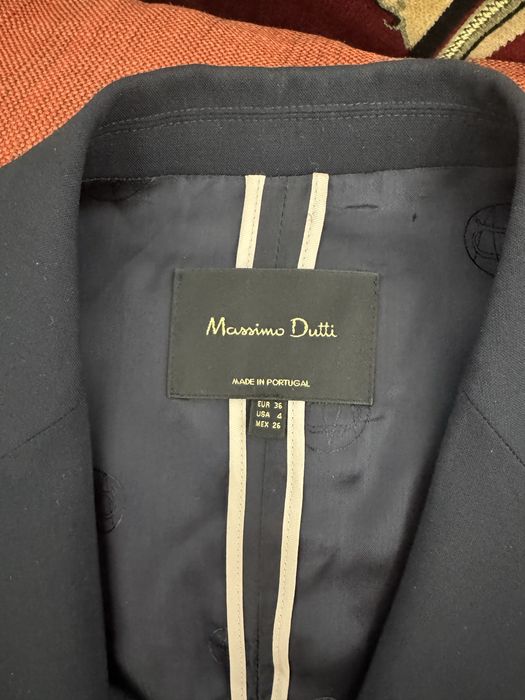 Massimo Dutti
MADE IN PORTUGAL
EUR 36
USA 4
MEX 26